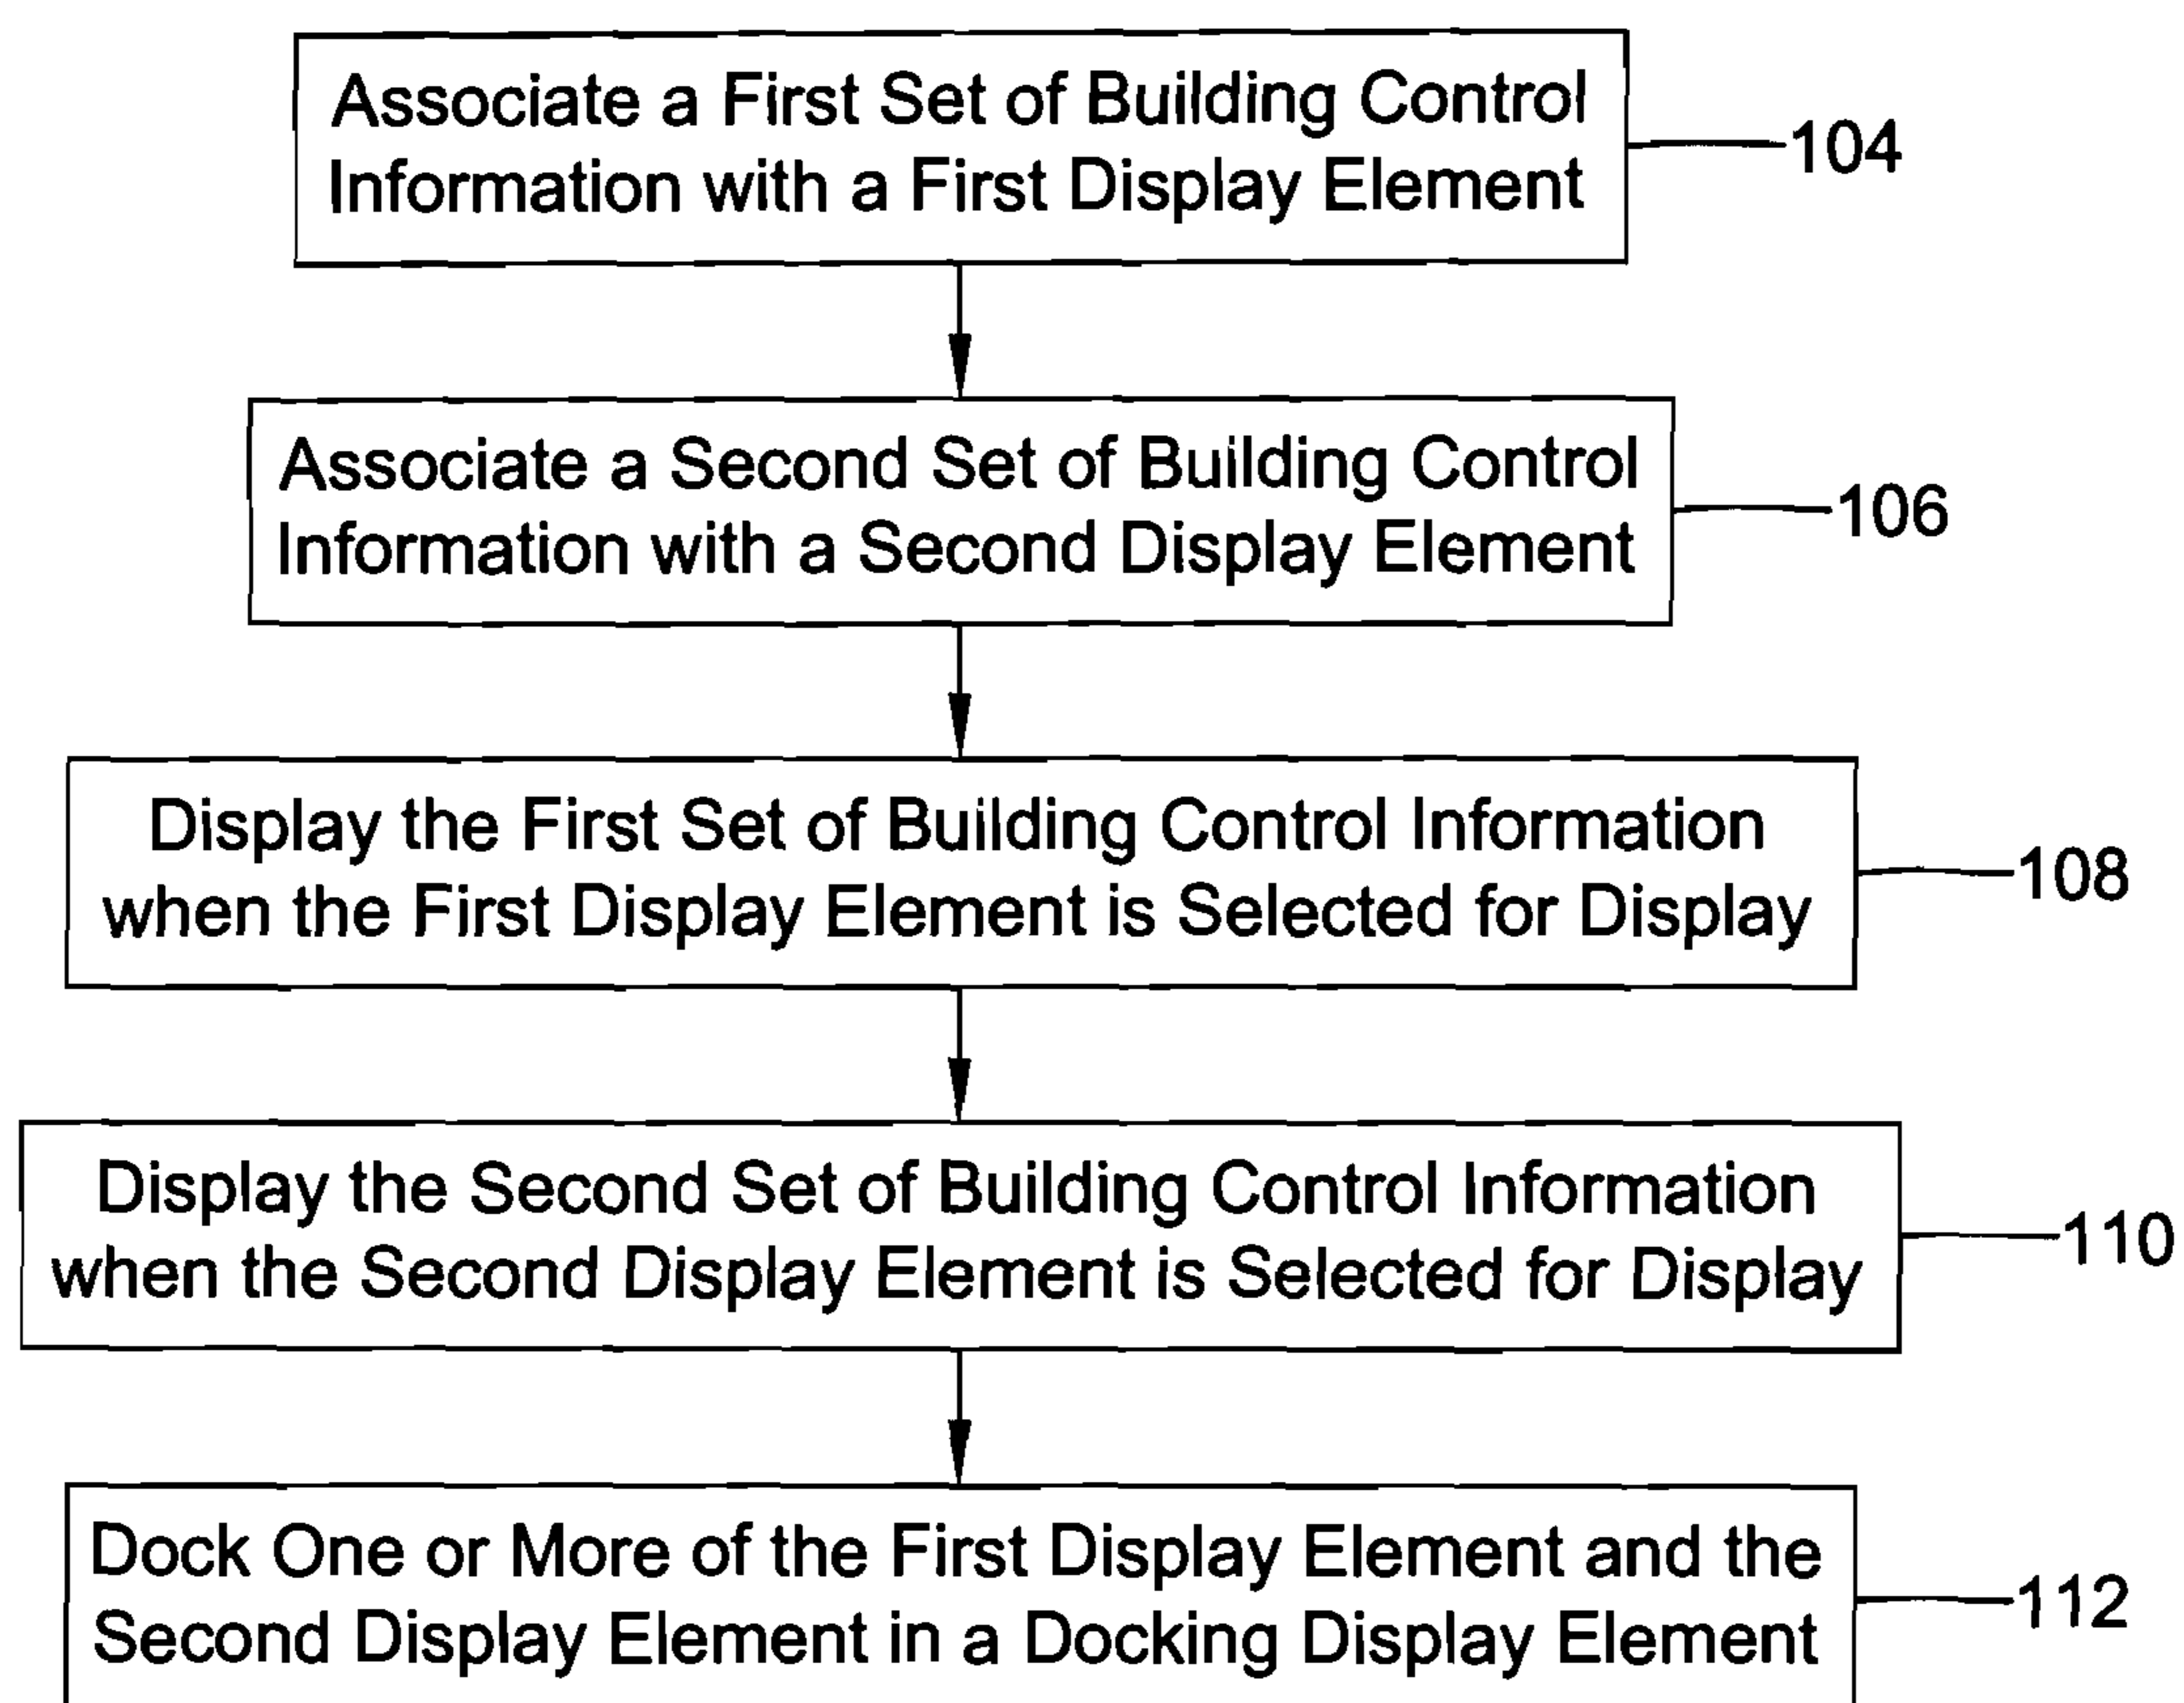 Associate a First Set of Building Control
Information with a First Display Element
104
Associate a Second Set of Building Control
Information with a Second Display Element
106
Display the First Set of Building Control Information
when the First Display Element is Selected for Display
108
Display the Second Set of Building Control Information
when the Second Display Element is Selected for Display
110
Dock One or More of the First Display Element and the
Second Display Element in a Docking Display Element
112